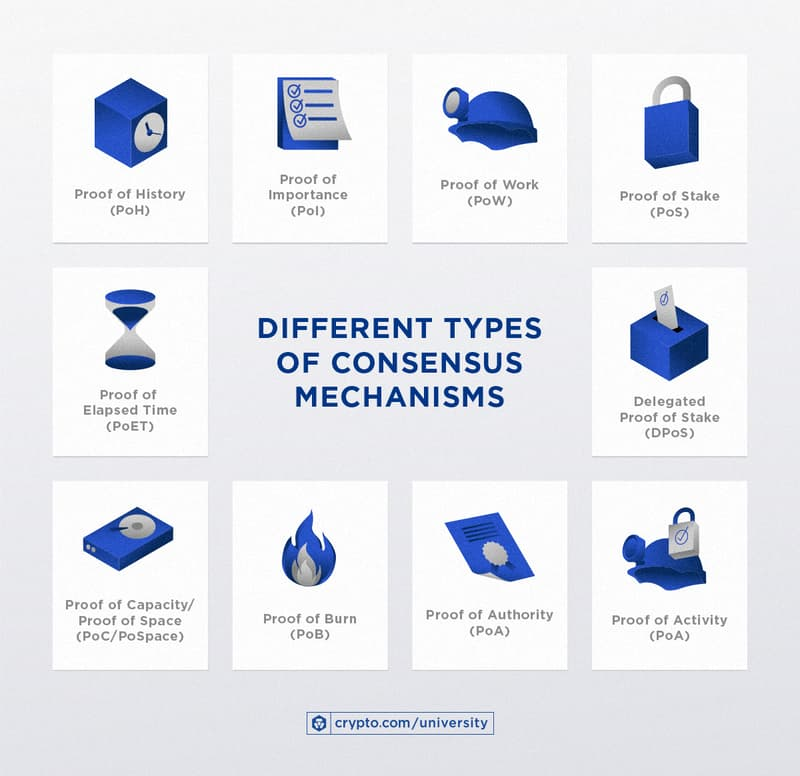 Proof of History
(PoH)
Proof of
Importance
(PoI)
Proof of Work
(PoW)
Proof of Stake
(PoS)
Proof of
Elapsed Time
(PoET)
DIFFERENT TYPES
OF CONSENSUS
MECHANISMS
Delegated
Proof of Stake
(DPoS)
Proof of Capacity/
Proof of Space
(PoC/PoSpace)
Proof of Burn
(PoB)
Proof of Authority
(PoA)
Proof of Activity
(PoA)
crypto.com/university